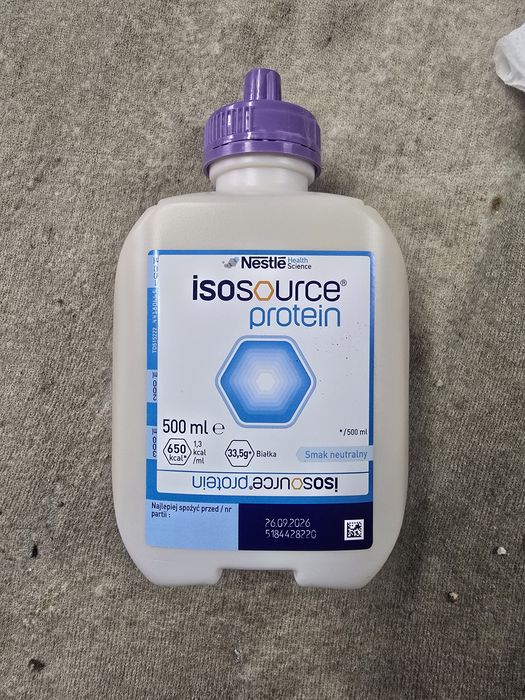 Nestlé Health Science
isosource®
protein
500 ml ℮
*/500 ml
650 kcal*
1,3 kcal /ml
33,5g* Białka
Smak neutralny
isosource® protein
Najlepiej spożyć przed / nr
partii :
26.09.2026
5184428220